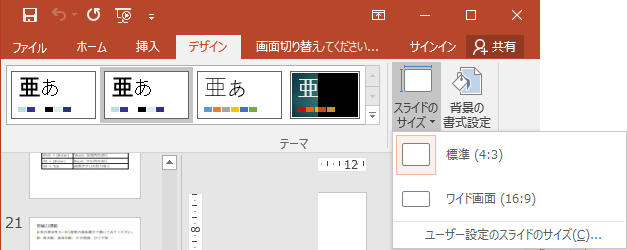 ファイル ホーム 挿入 デザイン 画面切り替えてください... サインイン 共有
亜あ 亜あ 亜あ 亜
スライドの
サイズ
背景の
書式設定
テーマ
標準 (4:3)
ワイド画面 (16:9)
ユーザー設定のスライドのサイズ(C)...
12
8
21